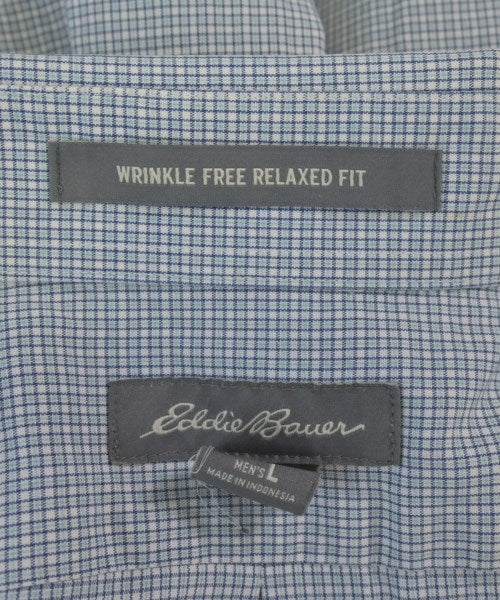 WRINKLE FREE RELAXED FIT
Eddie Bauer
MEN'S L
MADE IN INDONESIA